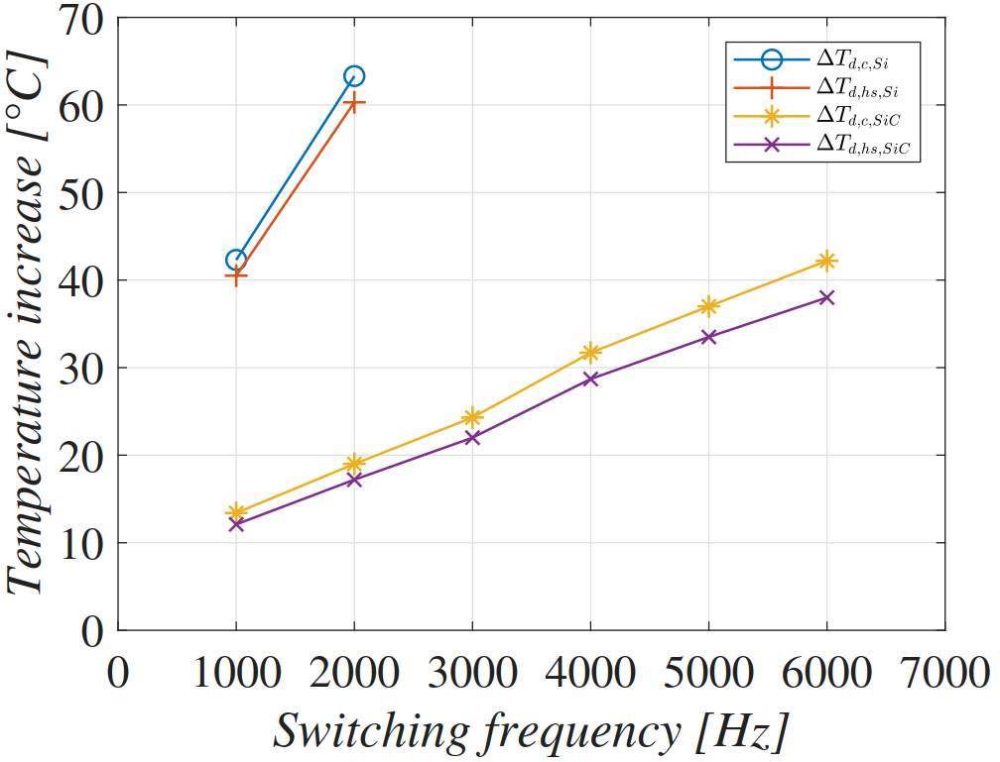 70
60
50
40
30
20
10
0
0 1000 2000 3000 4000 5000 6000 7000
Temperature increase [°C]
Switching frequency [Hz]
ΔT_{d,c,Si}
ΔT_{d,hs,Si}
ΔT_{d,c,SiC}
ΔT_{d,hs,SiC}